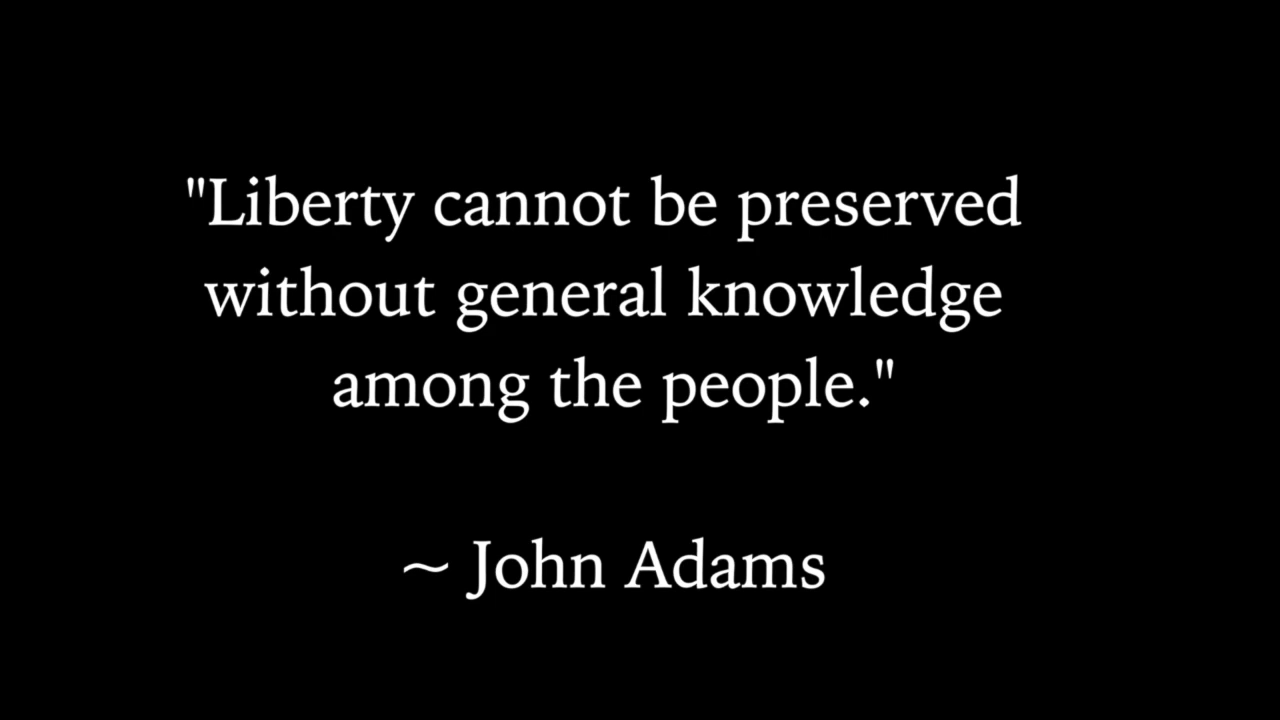 "Liberty cannot be preserved
without general knowledge
among the people."
~ John Adams